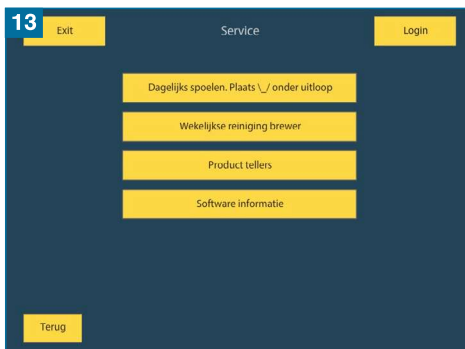 13
Exit
Service
Login
Dagelijks spoelen. Plaats \_/ onder uitloop
Wekelijkse reiniging brewer
Product tellers
Software informatie
Terug